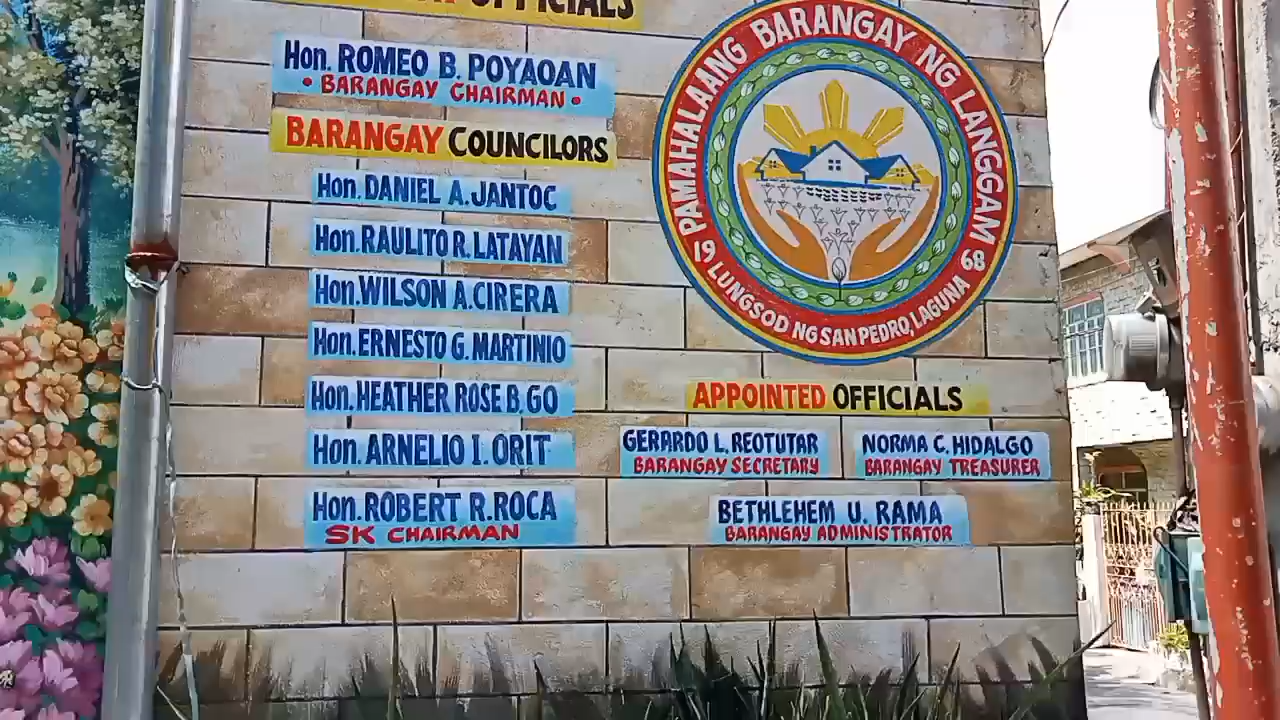 OFFICIALS
Hon. ROMEO B. POYAOAN
• BARANGAY CHAIRMAN •
BARANGAY COUNCILORS
Hon. DANIEL A. JANTOC
Hon. RAULITO R. LATAYAN
Hon. WILSON A. CIRERA
Hon. ERNESTO G. MARTINIO
Hon. HEATHER ROSE B. GO
Hon. ARNELIO I. ORIT
Hon. ROBERT R. ROCA
SK CHAIRMAN
PAMAHALAANG BARANGAY NG LANGGAM
19 68
LUNGSOD NG SAN PEDRO, LAGUNA
APPOINTED OFFICIALS
GERARDO L. REOTUTAR
BARANGAY SECRETARY
NORMA C. HIDALGO
BARANGAY TREASURER
BETHLEHEM U. RAMA
BARANGAY ADMINISTRATOR